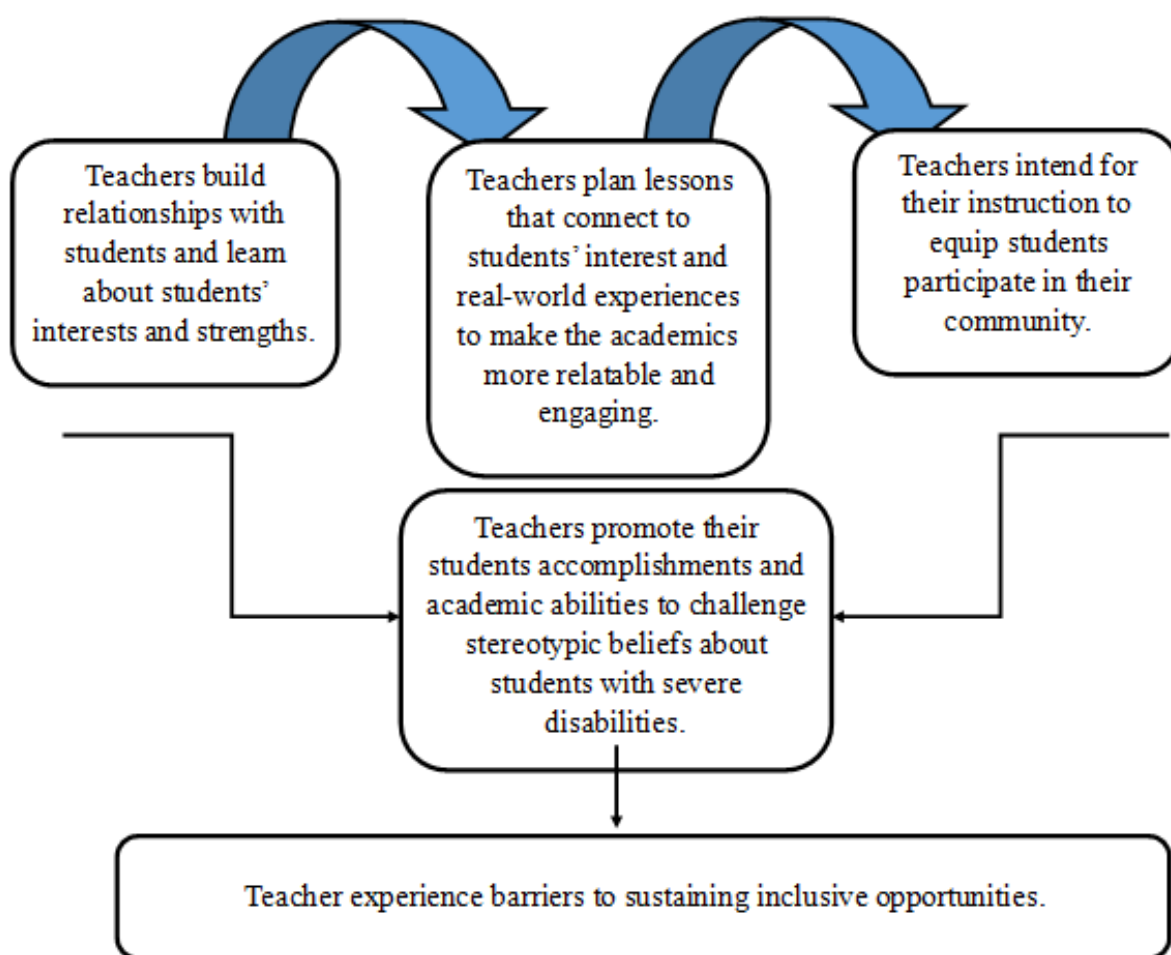 Teachers build
relationships with
students and learn
about students’
interests and strengths.
Teachers plan lessons
that connect to
students’ interest and
real-world experiences
to make the academics
more relatable and
engaging.
Teachers intend for
their instruction to
equip students
participate in their
community.
Teachers promote their
students accomplishments and
academic abilities to challenge
stereotypic beliefs about
students with severe
disabilities.
Teacher experience barriers to sustaining inclusive opportunities.